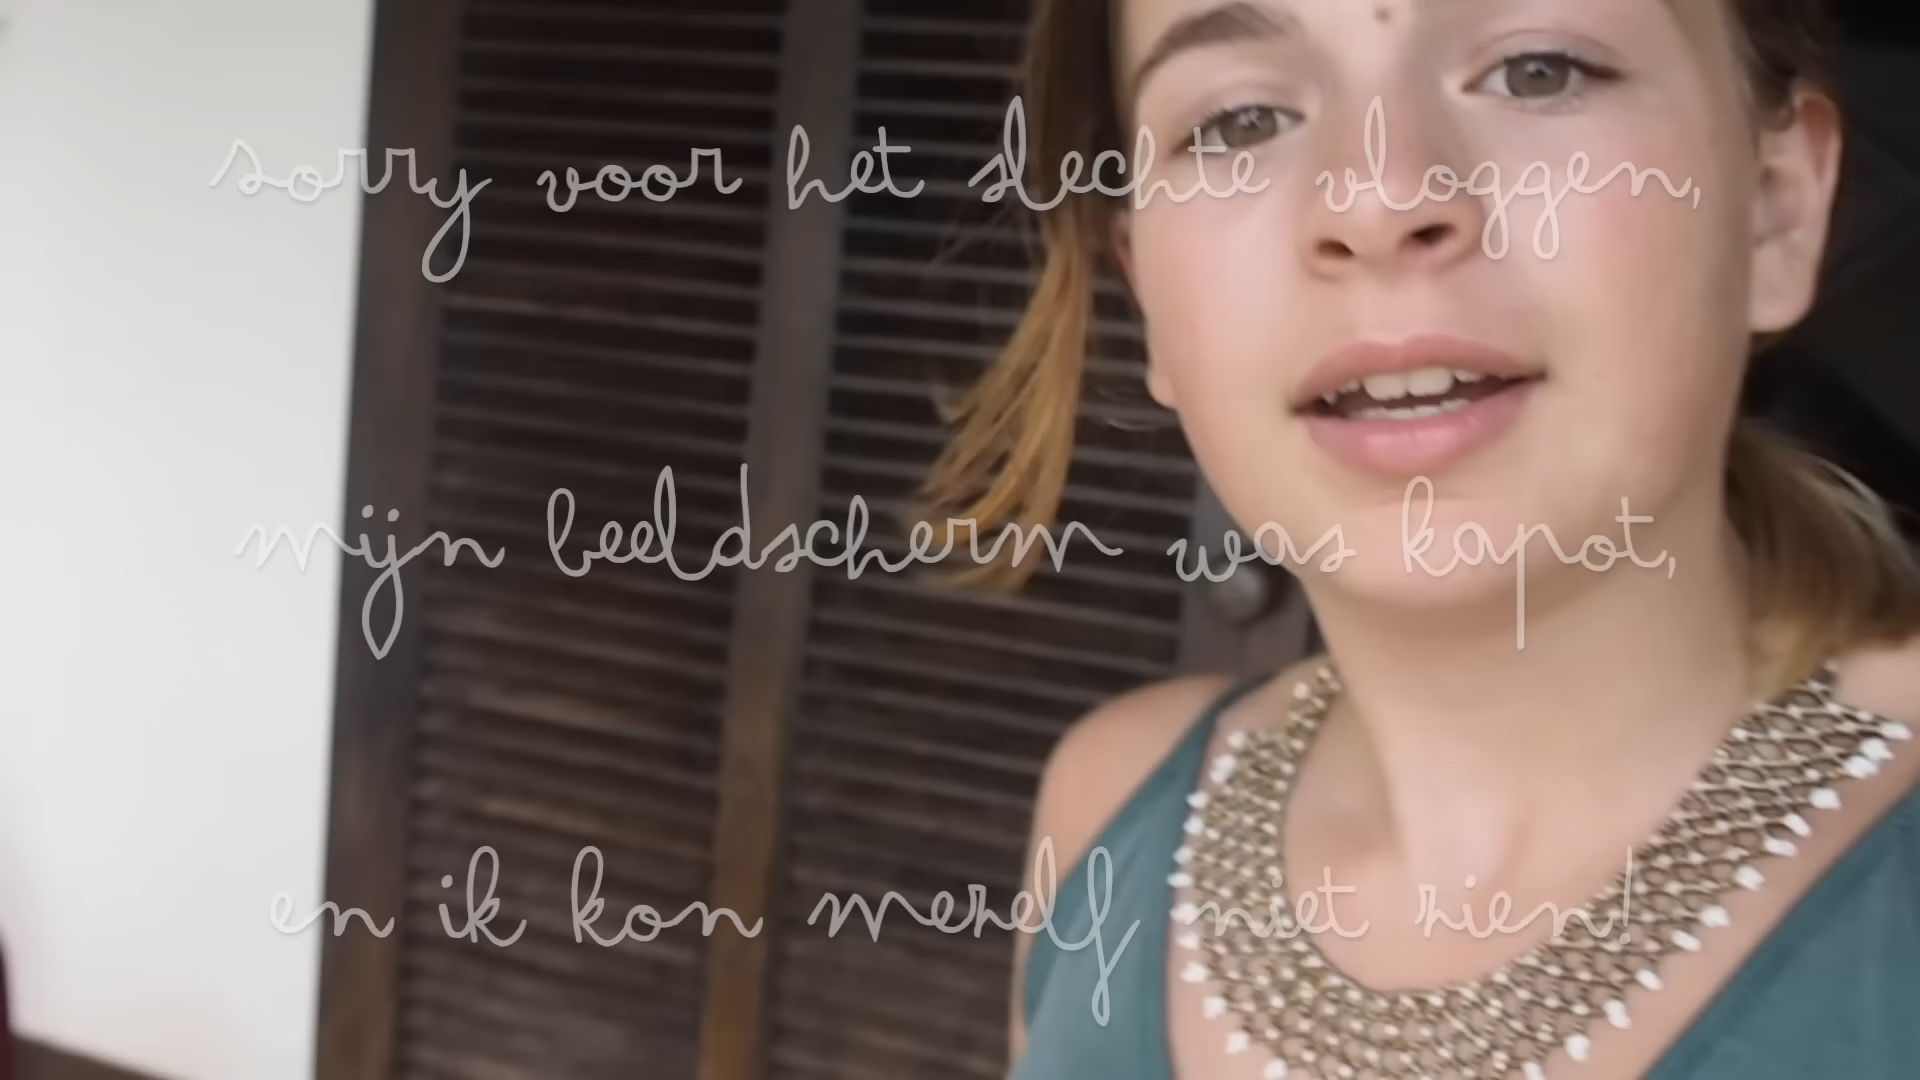 sorry voor het slechte vloggen,
mijn beeldscherm was kapot,
en ik kon mezelf niet zien!